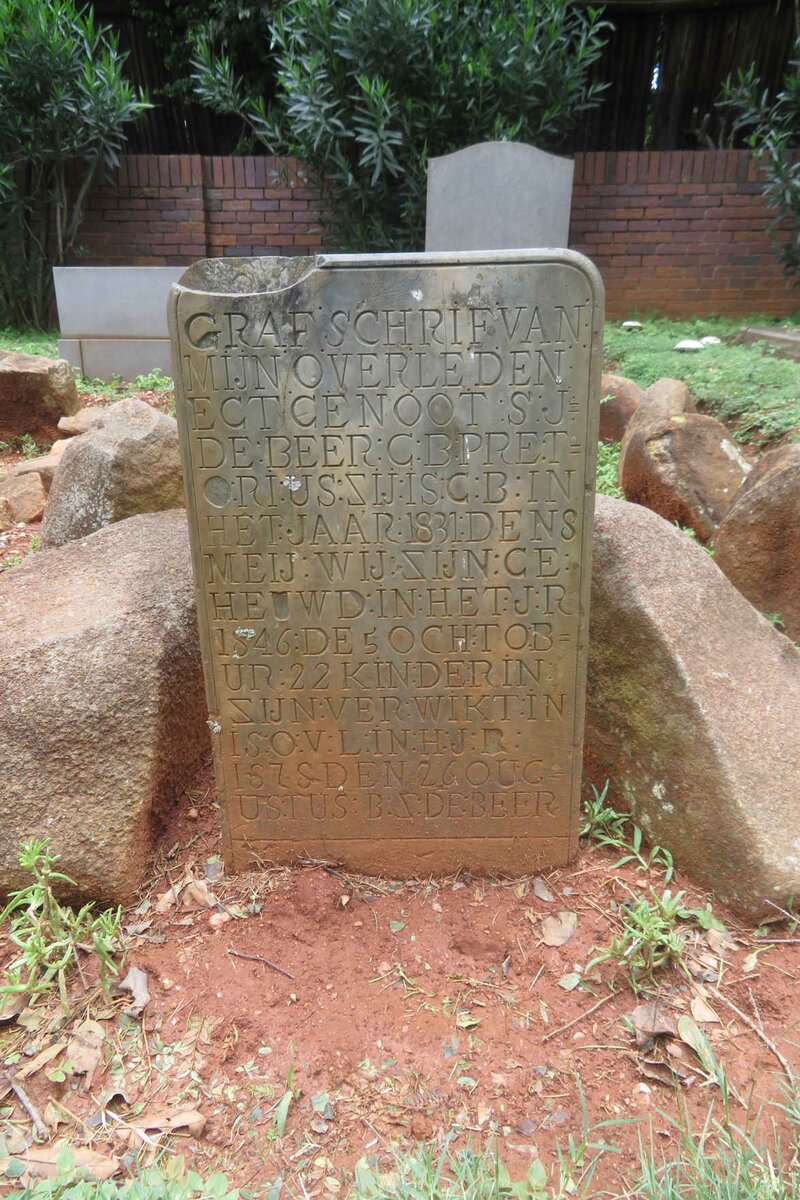 GRAF·SCHRIF·VAN·
MIJN·OVERLEDEN·
ECT·GENOOT·S·J=
DE·BEER·C·B·PRET=
ORIUS·ZIJ·IS·G·B·IN
HET·JAAR·1831·DEN 8
MEIJ·WIJ·ZIJN·GE·
HEUWD·IN·HET·J·R
1846·DE 5 OCHTOB=
UR·22 KINDER IN·
ZIJN·VERWIKT·IN
IS·O·V·L·IN·H·J·R·
1878 DEN 26 OUG=
USTUS·B·Z·DE·BEER